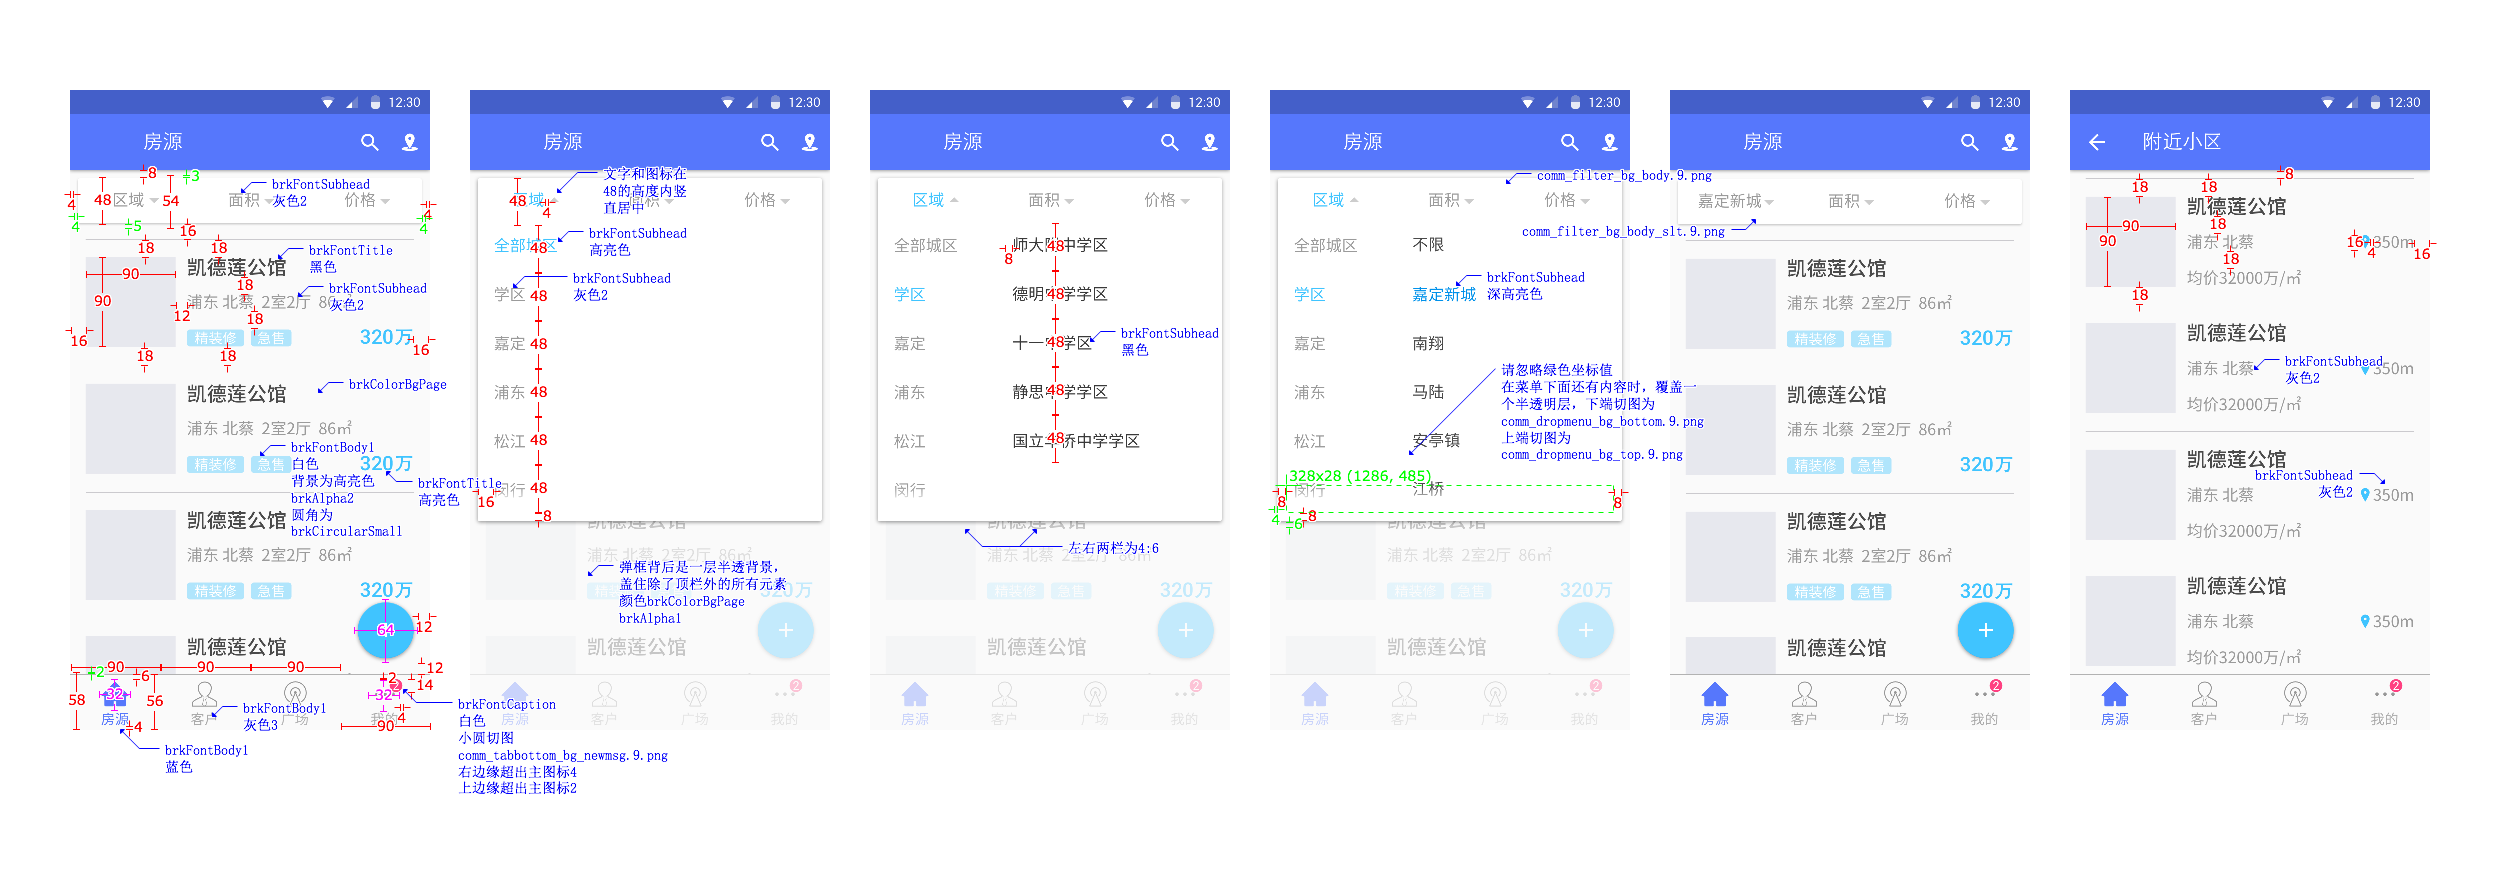 12:30
房源
8
3
区域
面积
价格
brkFontSubhead
灰色2
4
48
54
4
4
4
5
16
18
18
brkFontTitle
黑色
凯德莲公馆
90
90
18
brkFontSubhead
灰色2
浦东 北蔡 2室2厅 86
12
18
精装修
急售
320万
16
16
18
18
凯德莲公馆
brkColorBgPage
浦东 北蔡 2室2厅 86㎡
brkFontBody1
白色
背景为高亮色
brkAlpha2
圆角为
brkCircularSmall
精装修
急售
320万
brkFontTitle
高亮色
凯德莲公馆
浦东 北蔡 2室2厅 86㎡
精装修
急售
320万
64
12
凯德莲公馆
90
90
90
12
2
6
2
14
58
32
56
32
2
4
房源
客户
广场
我的
4
90
brkFontBody1
灰色3
brkFontBody1
蓝色
brkFontCaption
白色
小圆切图
comm_tabbottom_bg_newmsg.9.png
右边缘超出主图标4
上边缘超出主图标2
12:30
房源
文字和图标在
48的高度内竖
直居中
48
4
区域
面积
价格
brkFontSubhead
高亮色
全部城区
48
brkFontSubhead
灰色2
学区
48
嘉定
48
浦东
48
松江
48
闵行
48
16
8
凯德莲公馆
浦东 北蔡 2室2厅 86㎡
弹框背后是一层半透背景，
盖住除了顶栏外的所有元素
颜色brkColorBgPage
brkAlpha1
320万
凯德莲公馆
2
房源
客户
广场
我的
12:30
房源
区域
面积
价格
全部城区
师大附中学区
48
8
学区
德明中学学区
48
嘉定
十一中学区
48
brkFontSubhead
黑色
浦东
静思中学学区
48
松江
国立华侨中学学区
48
闵行
凯德莲公馆
左右两栏为4:6
浦东 北蔡 2室2厅 86㎡
精装修
急售
320万
凯德莲公馆
2
房源
客户
广场
我的
12:30
房源
comm_filter_bg_body.9.png
区域
面积
价格
全部城区
不限
学区
嘉定新城
brkFontSubhead
深高亮色
嘉定
南翔
请忽略绿色坐标值
在菜单下面还有内容时，覆盖一
个半透明层，下端切图为
comm_dropmenu_bg_bottom.9.png
上端切图为
comm_dropmenu_bg_top.9.png
浦东
马陆
松江
安亭镇
328x28 (1286, 485)
闵行
江桥
8
8
4
6
8
凯德莲公馆
浦东 北蔡 2室2厅 86㎡
精装修
急售
320万
凯德莲公馆
2
房源
客户
广场
我的
12:30
房源
嘉定新城
面积
价格
comm_filter_bg_body_slt.9.png
凯德莲公馆
浦东 北蔡 2室2厅 86㎡
精装修
急售
320万
凯德莲公馆
浦东 北蔡 2室2厅 86㎡
精装修
急售
320万
凯德莲公馆
浦东 北蔡 2室2厅 86㎡
精装修
急售
320万
凯德莲公馆
2
房源
客户
广场
我的
12:30
附近小区
8
18
18
凯德莲公馆
90
90
18
浦东 北蔡
16
4
350m
16
18
均价32000万/㎡
18
凯德莲公馆
浦东 北蔡
350m
brkFontSubhead
灰色2
均价32000万/㎡
凯德莲公馆
brkFontSubhead
灰色2
浦东 北蔡
350m
均价32000万/㎡
凯德莲公馆
浦东 北蔡
350m
均价32000万/㎡
2
房源
客户
广场
我的